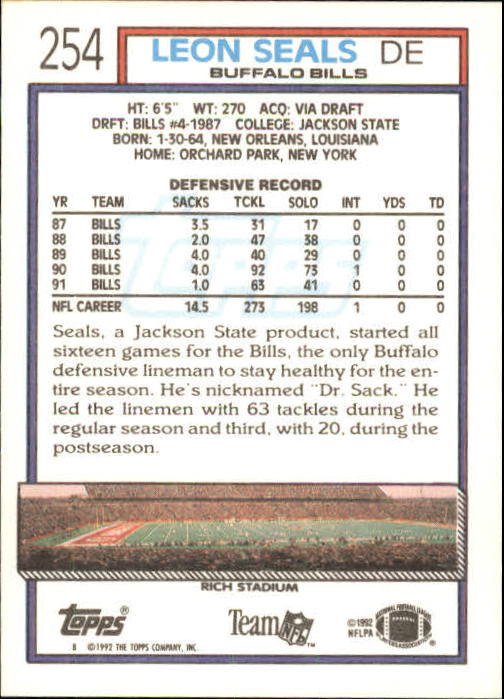 254 LEON SEALS DE
BUFFALO BILLS
HT: 6'5" WT: 270 ACQ: VIA DRAFT
DRFT: BILLS #4-1987 COLLEGE: JACKSON STATE
BORN: 1-30-64, NEW ORLEANS, LOUISIANA
HOME: ORCHARD PARK, NEW YORK
DEFENSIVE RECORD
YR TEAM SACKS TCKL SOLO INT YDS TD
87 BILLS 3.5 31 17 0 0 0
88 BILLS 2.0 47 38 0 0 0
89 BILLS 4.0 40 29 0 0 0
90 BILLS 4.0 92 73 1 0 0
91 BILLS 1.0 63 41 0 0 0
NFL CAREER 14.5 273 198 1 0 0
Topps
Seals, a Jackson State product, started all
sixteen games for the Bills, the only Buffalo
defensive lineman to stay healthy for the en-
tire season. He's nicknamed "Dr. Sack." He
led the linemen with 63 tackles during the
regular season and third, with 20, during the
postseason.
RICH STADIUM
Topps®
Team NFL™
©1992
NFLPA
8 ©1992 THE TOPPS COMPANY, INC.